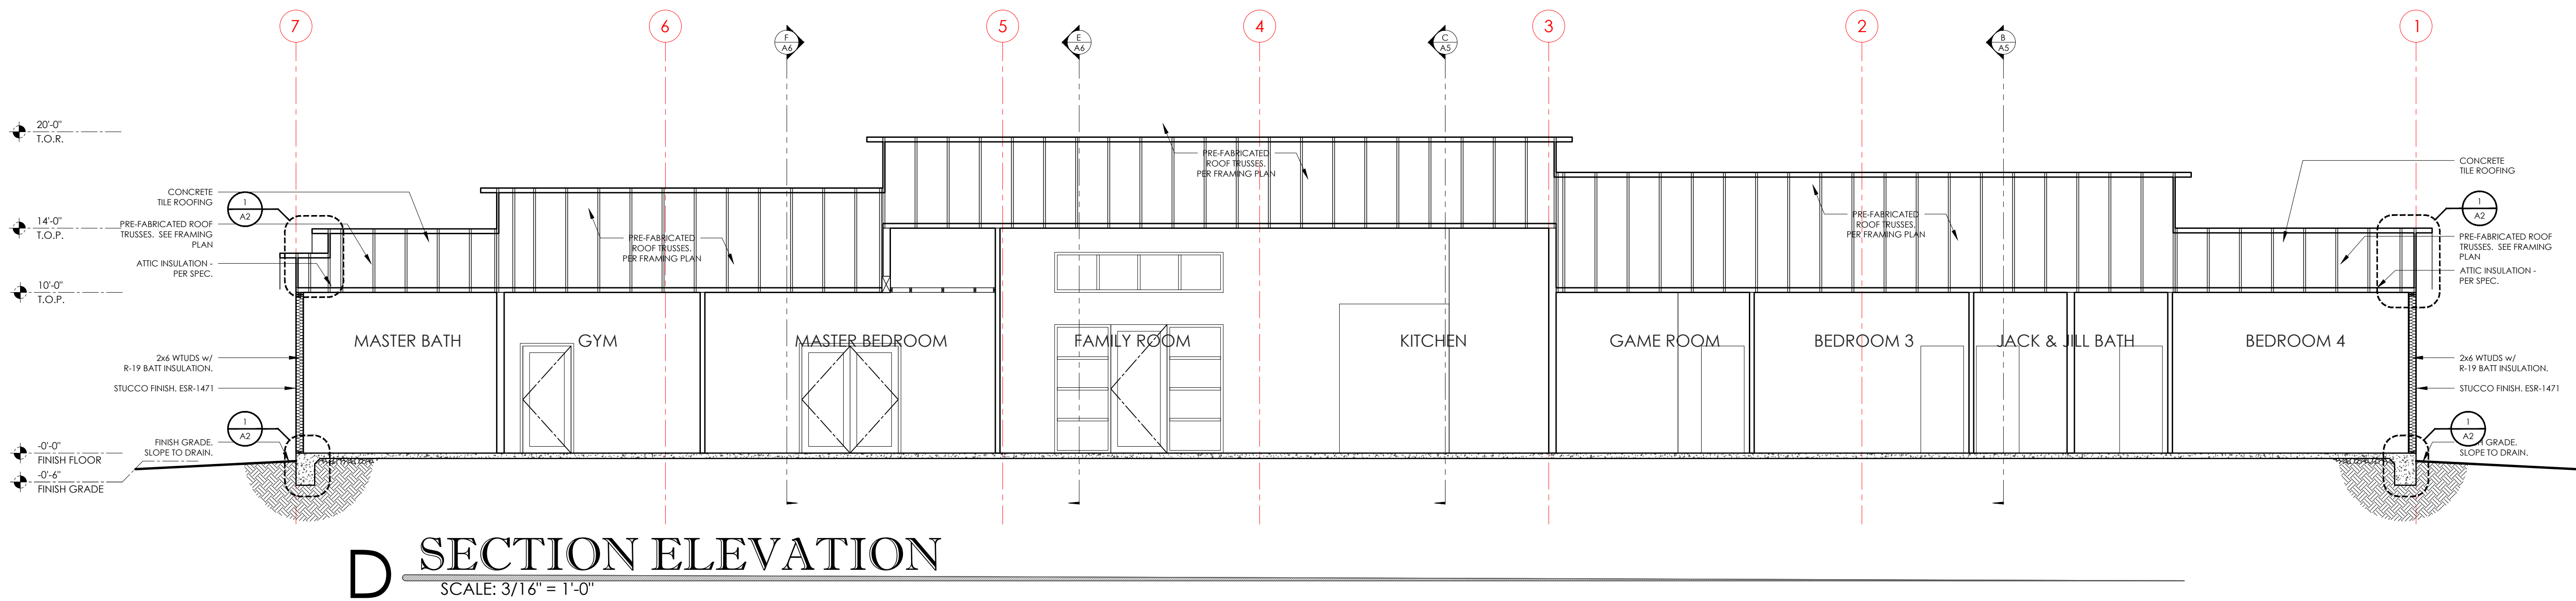 7
6
5
4
3
2
1
F
A6
E
A6
C
A5
B
A5
20'-0"
T.O.R.
14'-0"
T.O.P.
10'-0"
T.O.P.
-0'-0"
FINISH FLOOR
-0'-6"
FINISH GRADE
CONCRETE
TILE ROOFING
1
A2
PRE-FABRICATED ROOF
TRUSSES. SEE FRAMING
PLAN
ATTIC INSULATION -
PER SPEC.
2x6 WTUDS w/
R-19 BATT INSULATION.
STUCCO FINISH. ESR-1471
1
A2
FINISH GRADE.
SLOPE TO DRAIN.
PRE-FABRICATED
ROOF TRUSSES.
PER FRAMING PLAN
PRE-FABRICATED
ROOF TRUSSES.
PER FRAMING PLAN
PRE-FABRICATED
ROOF TRUSSES.
PER FRAMING PLAN
MASTER BATH
GYM
MASTER BEDROOM
FAMILY ROOM
KITCHEN
GAME ROOM
BEDROOM 3
JACK & JILL BATH
BEDROOM 4
CONCRETE
TILE ROOFING
1
A2
PRE-FABRICATED ROOF
TRUSSES. SEE FRAMING
PLAN
ATTIC INSULATION -
PER SPEC.
2x6 WTUDS w/
R-19 BATT INSULATION.
STUCCO FINISH. ESR-1471
1
A2
GRADE.
SLOPE TO DRAIN.
D SECTION ELEVATION
SCALE: 3/16" = 1'-0"